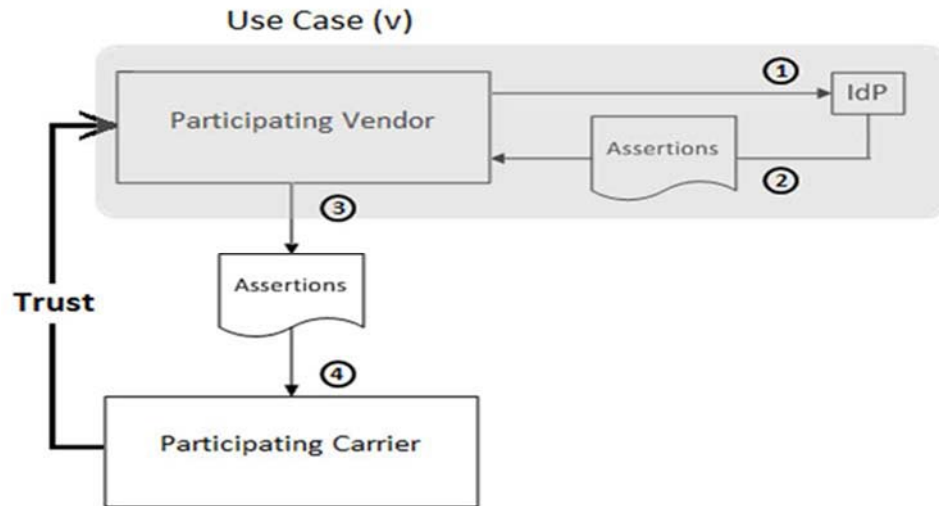 Use Case (v)
①
IdP
Participating Vendor
Assertions
②
③
Assertions
Trust
④
Participating Carrier